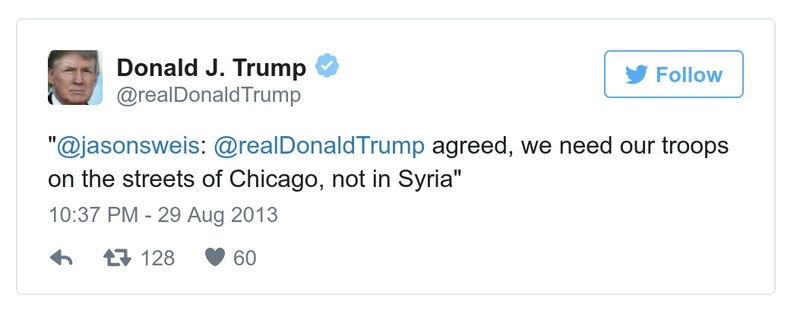 Donald J. Trump
@realDonaldTrump
Follow
"@jasonsweis: @realDonaldTrump agreed, we need our troops
on the streets of Chicago, not in Syria"
10:37 PM - 29 Aug 2013
128 60